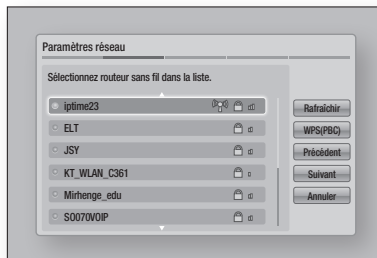 Paramètres réseau
Sélectionnez routeur sans fil dans la liste.
iptime23
ELT
JSY
KT_WLAN_C361
Mirhenge_edu
SO070VOIP
Rafraîchir
WPS(PBC)
Précédent
Suivant
Annuler